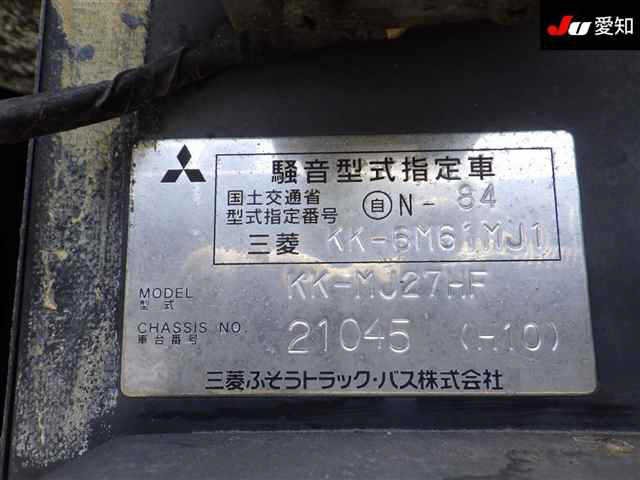 JU 愛知
騒音型式指定車
国土交通省
型式指定番号 自 N-84
三菱 KK-6M61MJ1
MODEL KK-MJ27HF
型式
CHASSIS NO. 21045 (H10)
車台番号
三菱ふそうトラック・バス株式会社